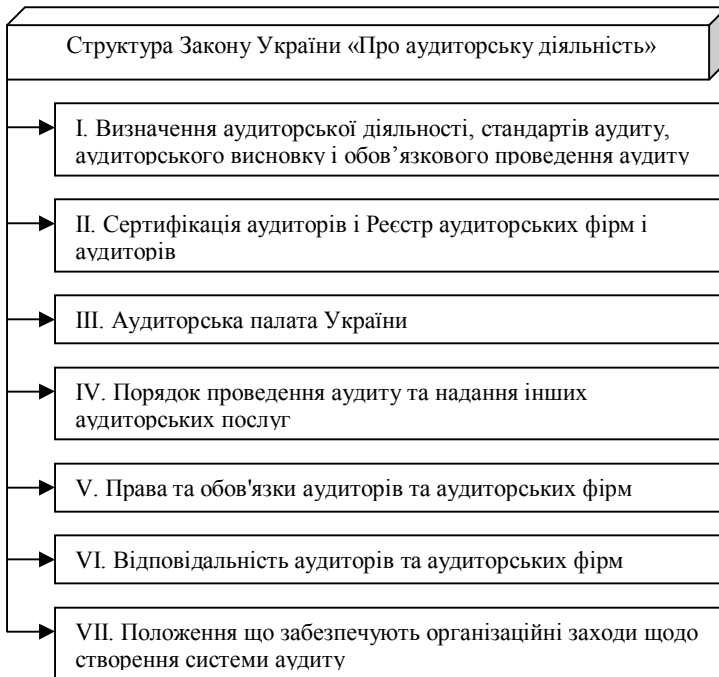 Структура Закону України «Про аудиторську діяльність»
I. Визначення аудиторської діяльності, стандартів аудиту,
аудиторського висновку і обов’язкового проведення аудиту
II. Сертифікація аудиторів і Реєстр аудиторських фірм і
аудиторів
III. Аудиторська палата України
IV. Порядок проведення аудиту та надання інших
аудиторських послуг
V. Права та обов'язки аудиторів та аудиторських фірм
VI. Відповідальність аудиторів та аудиторських фірм
VII. Положення що забезпечують організаційні заходи щодо
створення системи аудиту